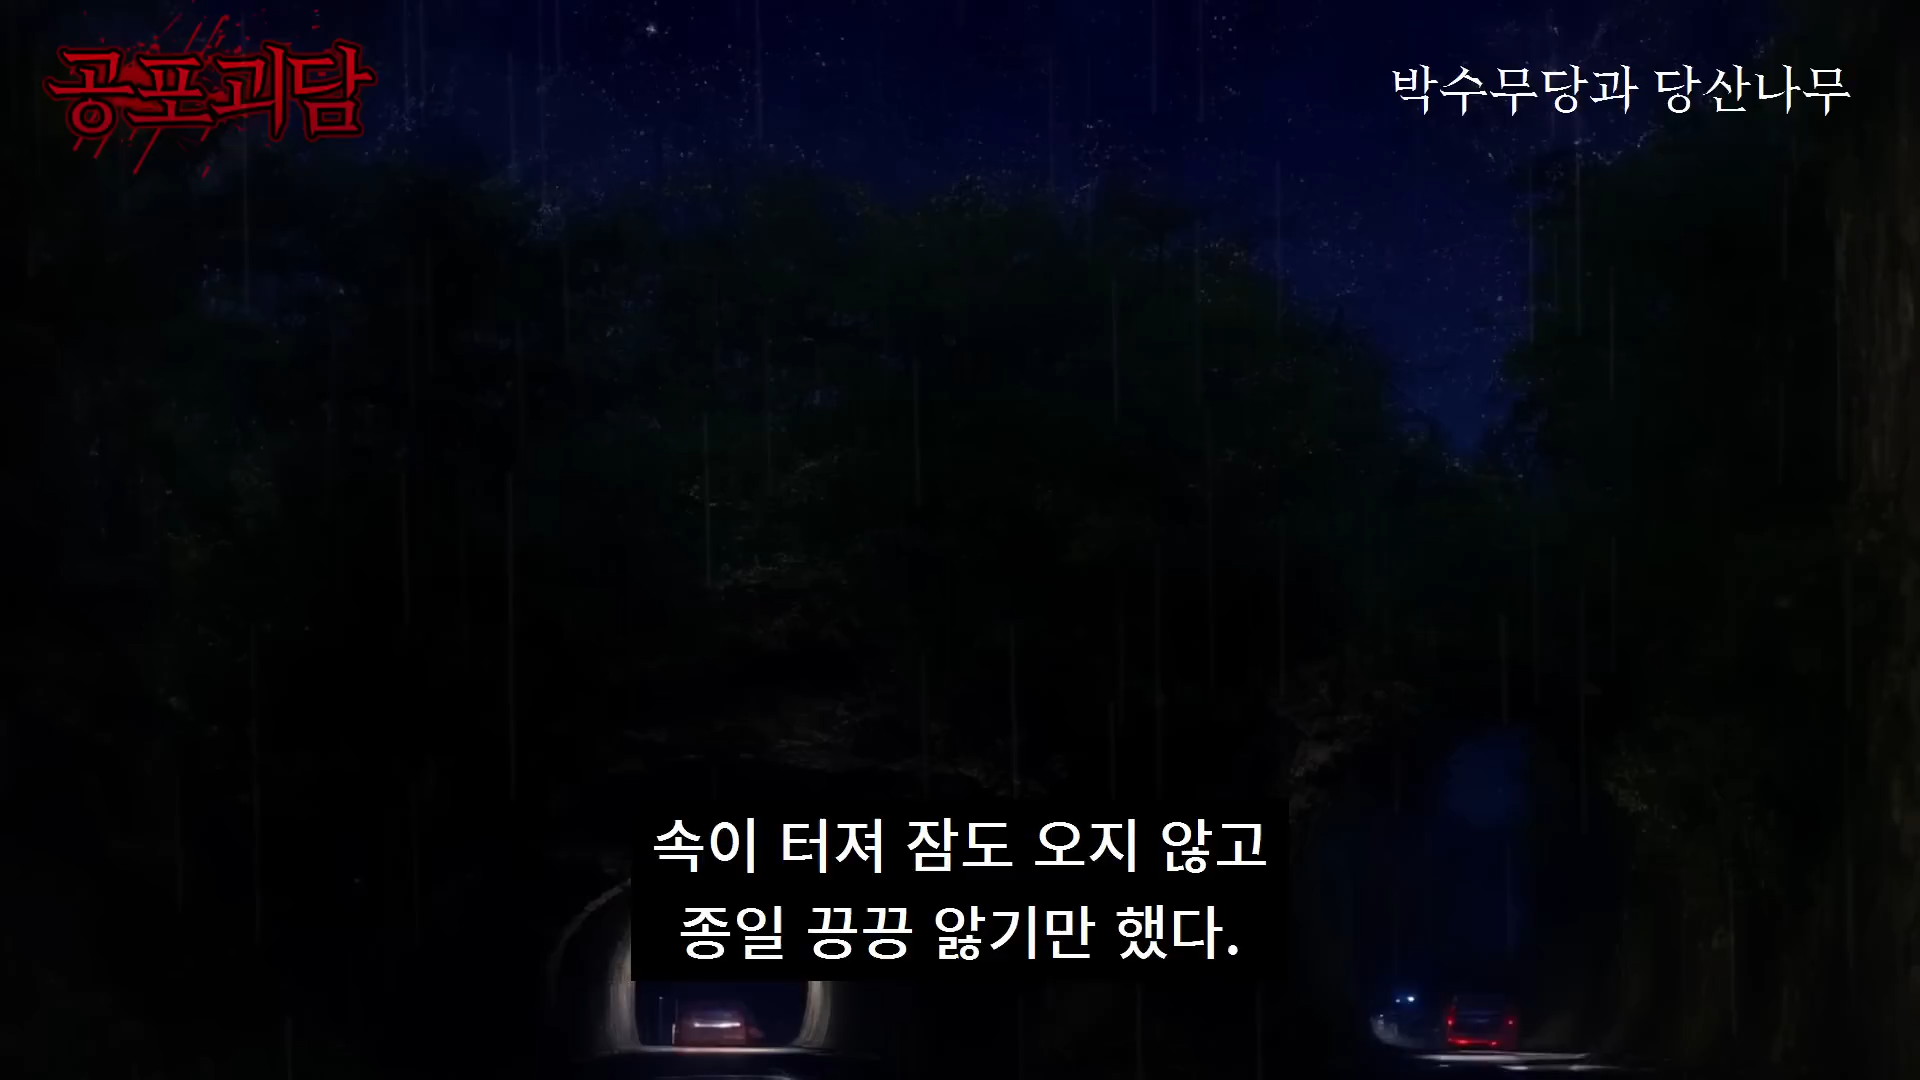 공포괴담
박수무당과 당산나무
속이 터져 잠도 오지 않고
종일 끙끙 앓기만 했다.